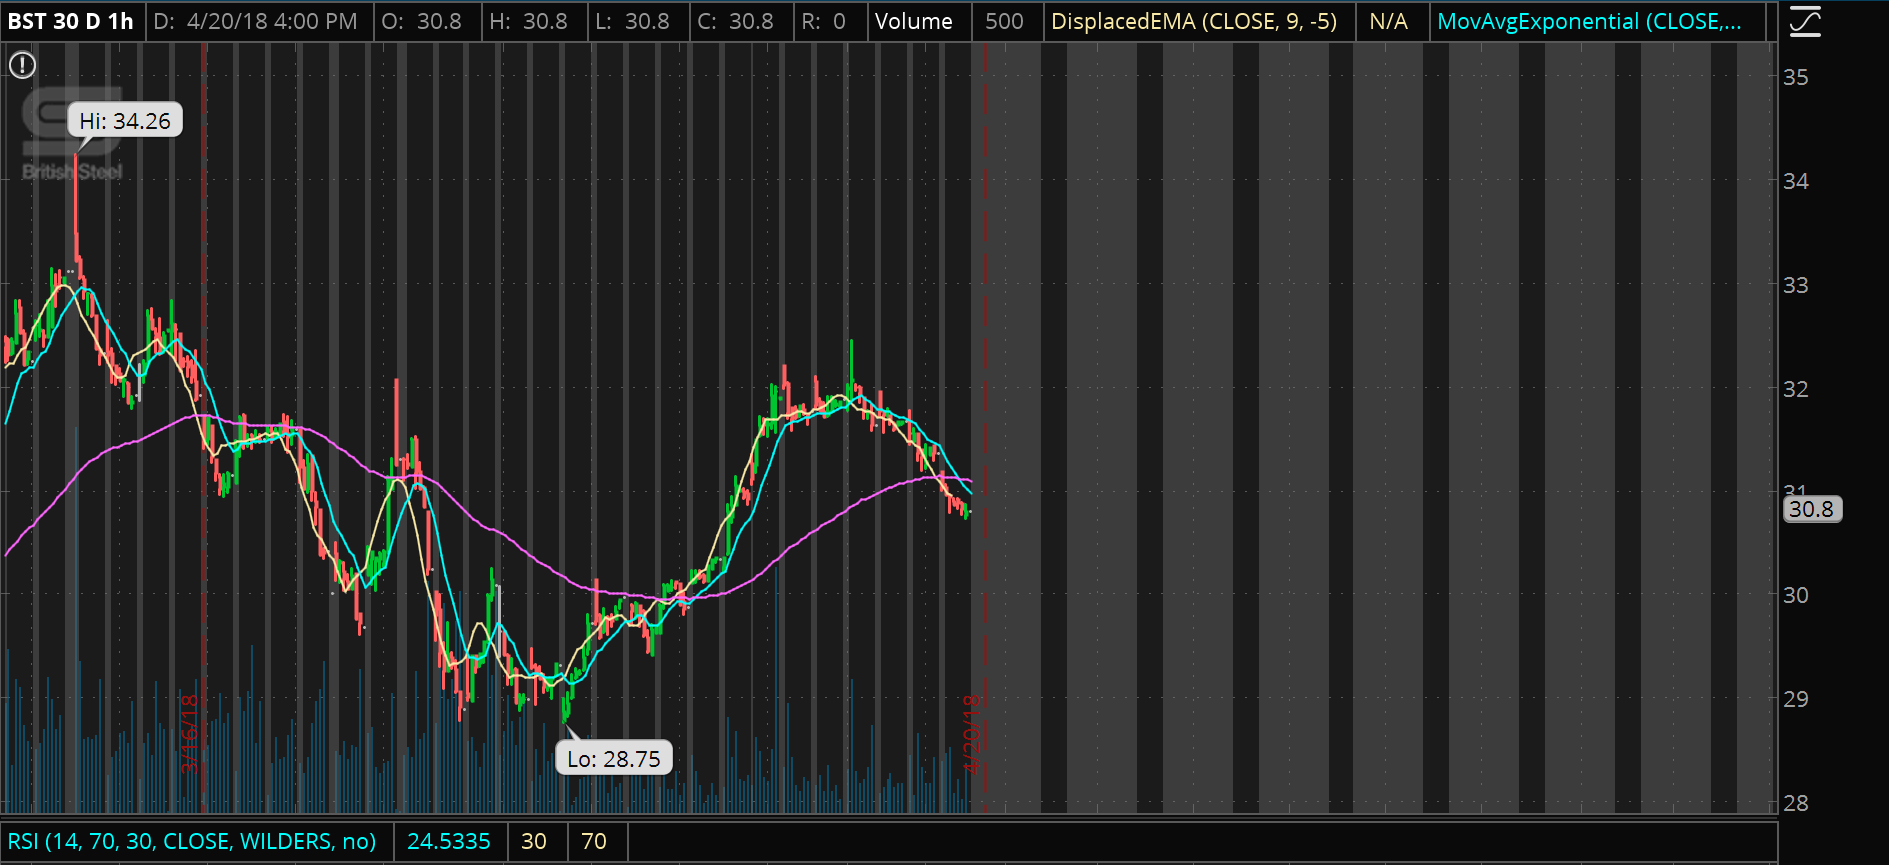 BST 30 D 1h D: 4/20/18 4:00 PM O: 30.8 H: 30.8 L: 30.8 C: 30.8 R: 0 Volume 500 DisplacedEMA (CLOSE, 9, -5) N/A MovAvgExponential (CLOSE,...
35
Hi: 34.26
British Steel
34
33
32
31
30.8
30
29
3/16/18
4/20/18
Lo: 28.75
28
RSI (14, 70, 30, CLOSE, WILDERS, no) 24.5335 30 70